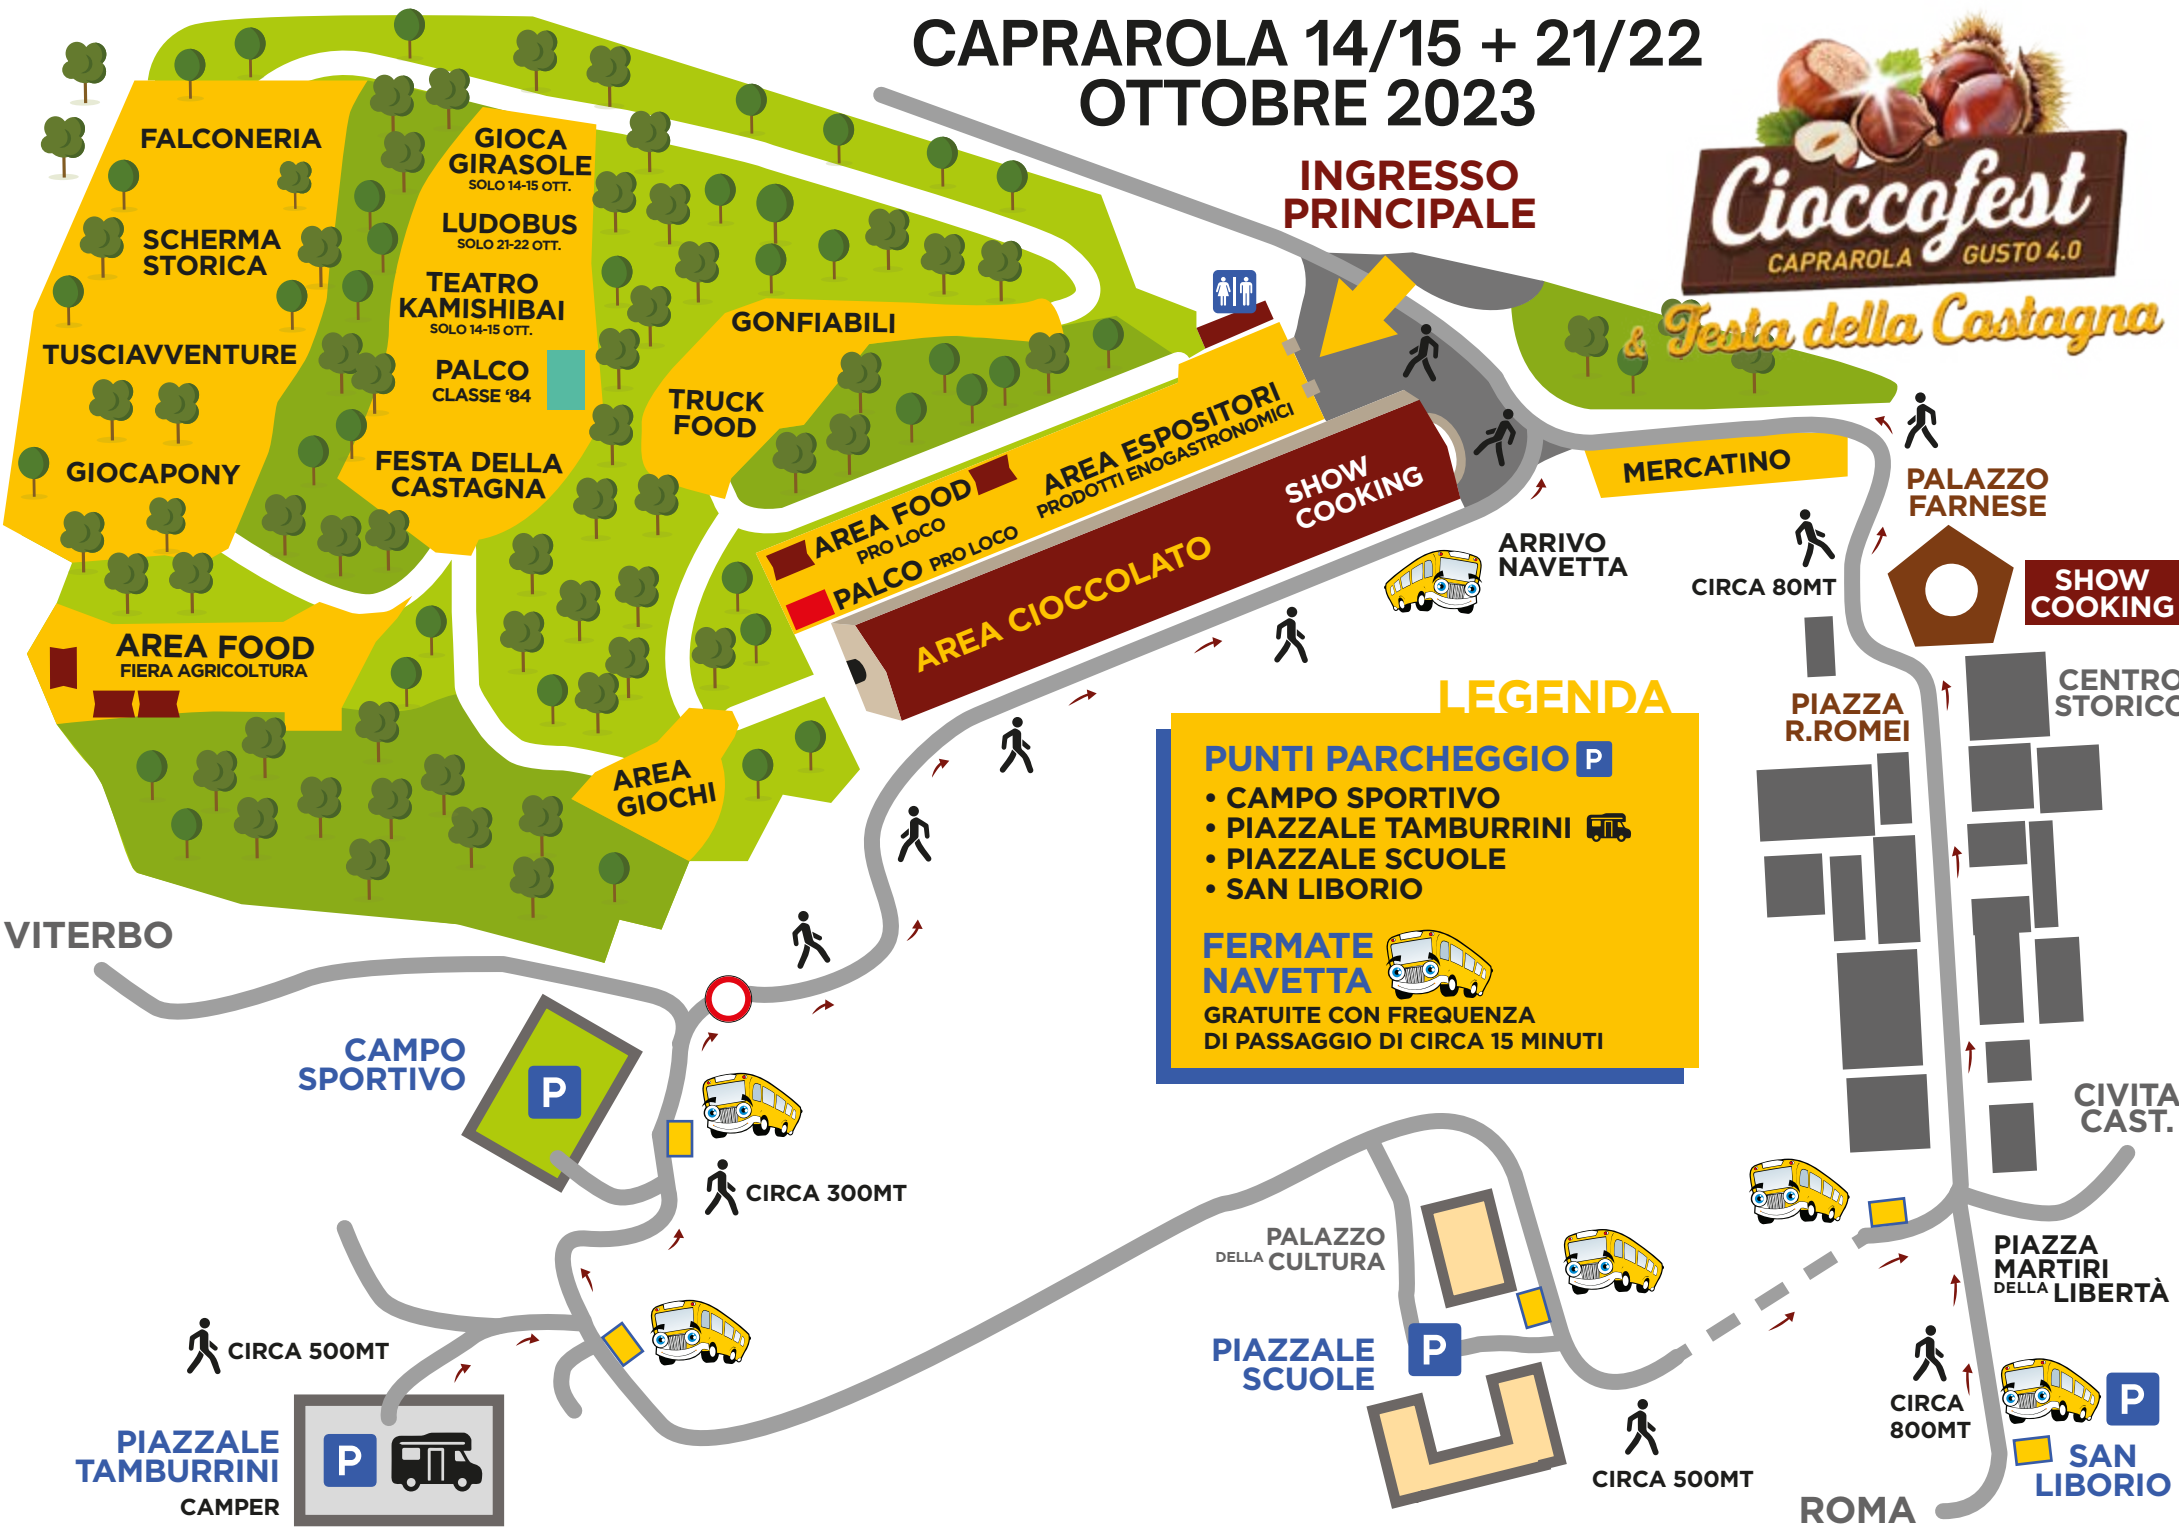 CAPRAROLA 14/15 + 21/22
OTTOBRE 2023
Cioccofest
CAPRAROLA GUSTO 4.0
& Festa della Castagna
INGRESSO
PRINCIPALE
FALCONERIA
SCHERMA
STORICA
TUSCIAVVENTURE
GIOCAPONY
GIOCA
GIRASOLE
SOLO 14-15 OTT.
LUDOBUS
SOLO 21-22 OTT.
TEATRO
KAMISHIBAI
SOLO 14-15 OTT.
PALCO
CLASSE ‘84
FESTA DELLA
CASTAGNA
GONFIABILI
TRUCK
FOOD
AREA ESPOSITORI
PRODOTTI ENOGASTRONOMICI
AREA FOOD
PRO LOCO
PALCO PRO LOCO
AREA CIOCCOLATO
SHOW
COOKING
MERCATINO
PALAZZO
FARNESE
ARRIVO
NAVETTA
CIRCA 80MT
SHOW
COOKING
AREA FOOD
FIERA AGRICOLTURA
AREA
GIOCHI
PIAZZA
R.ROMEI
CENTRO
STORICO
LEGENDA
PUNTI PARCHEGGIO P
• CAMPO SPORTIVO
• PIAZZALE TAMBURRINI
• PIAZZALE SCUOLE
• SAN LIBORIO
FERMATE
NAVETTA
GRATUITE CON FREQUENZA
DI PASSAGGIO DI CIRCA 15 MINUTI
VITERBO
CAMPO
SPORTIVO
P
CIRCA 300MT
CIVITA
CAST.
PALAZZO
DELLA CULTURA
PIAZZA
MARTIRI
DELLA LIBERTÀ
CIRCA 500MT
PIAZZALE
SCUOLE
P
CIRCA
800MT
P
PIAZZALE
TAMBURRINI
CAMPER
P
CIRCA 500MT
SAN
LIBORIO
ROMA